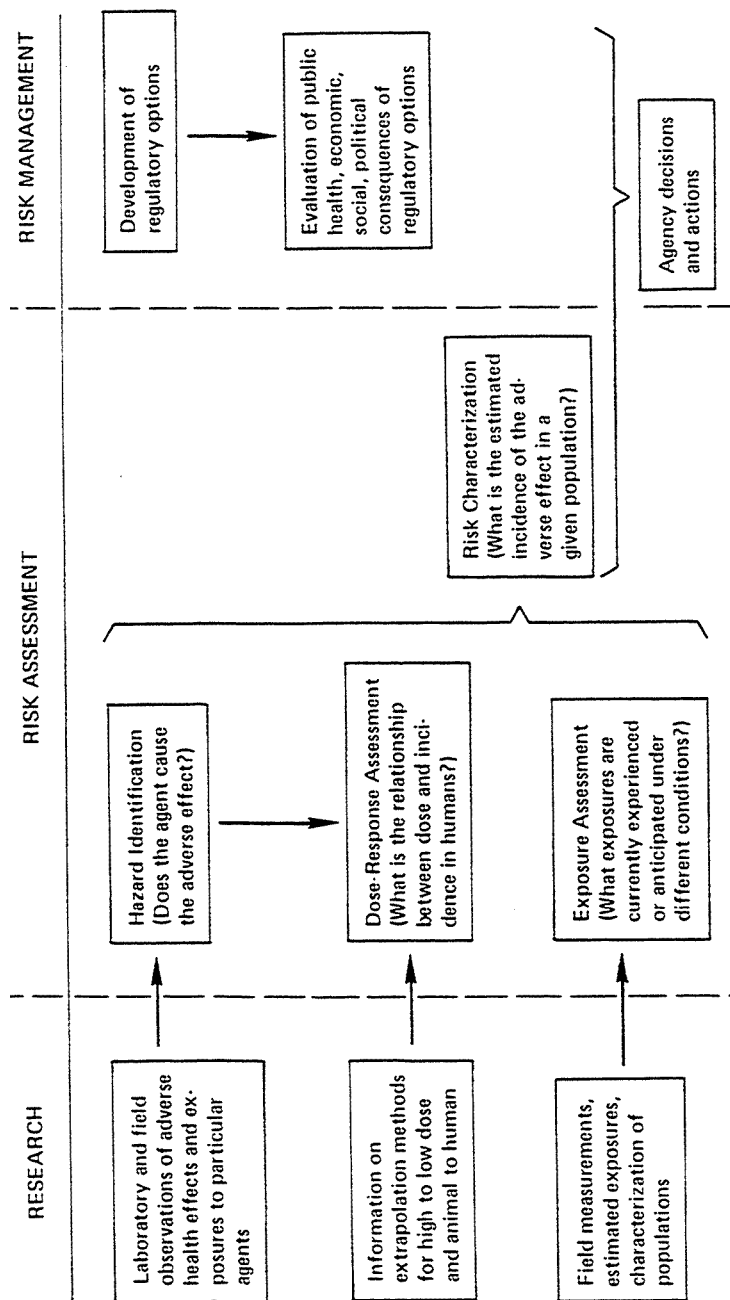 RESEARCH
RISK ASSESSMENT
RISK MANAGEMENT
Laboratory and field
observations of adverse
health effects and ex-
posures to particular
agents
Information on
extrapolation methods
for high to low dose
and animal to human
Field measurements,
estimated exposures,
characterization of
populations
Hazard Identification
(Does the agent cause
the adverse effect?)
Dose-Response Assessment
(What is the relationship
between dose and inci-
dence in humans?)
Exposure Assessment
(What exposures are
currently experienced
or anticipated under
different conditions?)
Risk Characterization
(What is the estimated
incidence of the ad-
verse effect in a
given population?)
Development of
regulatory options
Evaluation of public
health, economic,
social, political
consequences of
regulatory options
Agency decisions
and actions